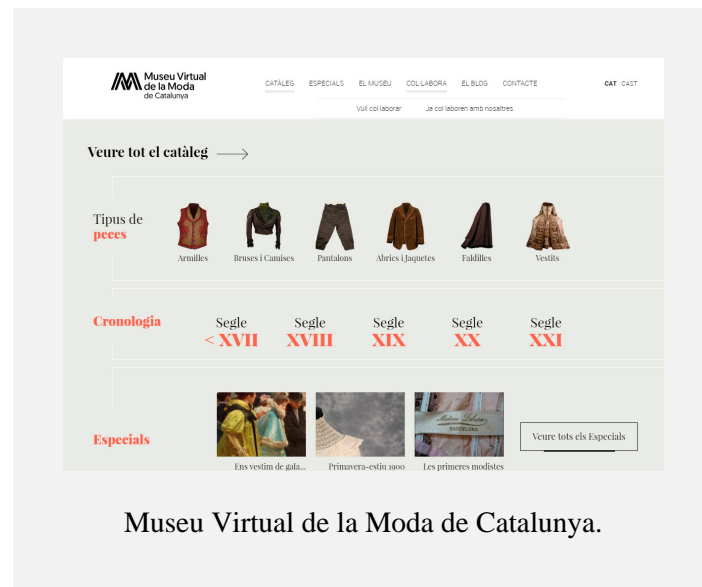 Museu Virtual
de la Moda
de Catalunya
CATÀLEG ESPECIALS EL MUSEU COL·LABORA EL BLOG CONTACTE CAT CAST
Vull col·laborar Ja col·laboren amb nosaltres
Veure tot el catàleg
Tipus de
peces
Armilles Bruses i Camises Pantalons Abrics i Jaquetes Faldilles Vestits
Cronologia
Segle Segle Segle Segle Segle
< XVII XVIII XIX XX XXI
BARCELONA
Especials
Veure tots els Especials
Ens vestim de gala... Primavera-estiu 1900 Les primeres modistes
Museu Virtual de la Moda de Catalunya.